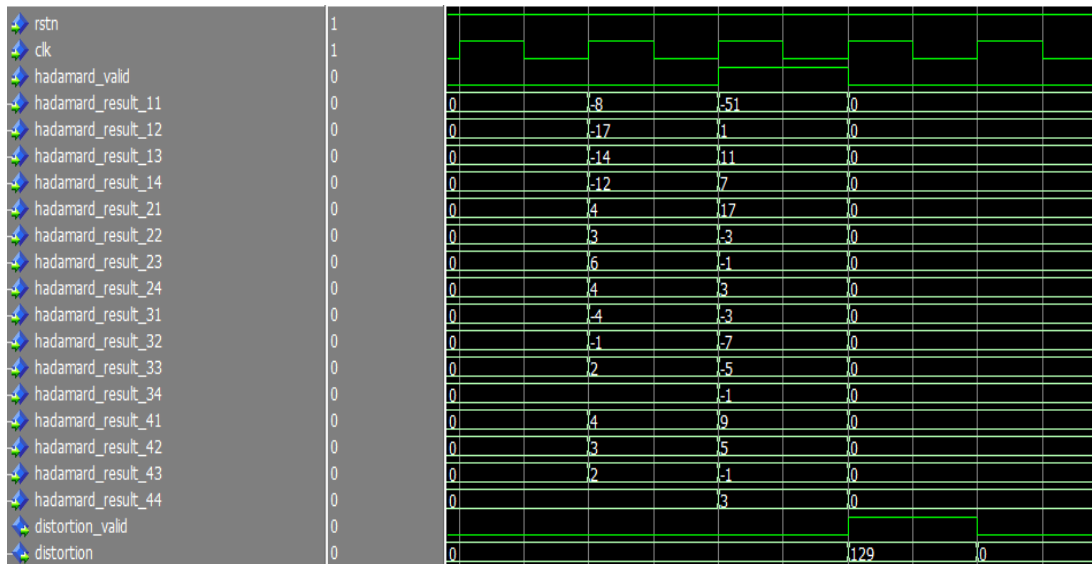 rstn 1
clk 1
hadamard_valid 0
hadamard_result_11 0 0 -8 -51 0
hadamard_result_12 0 0 -17 1 0
hadamard_result_13 0 0 -14 11 0
hadamard_result_14 0 0 -12 7 0
hadamard_result_21 0 0 4 17 0
hadamard_result_22 0 0 3 -3 0
hadamard_result_23 0 0 6 -1 0
hadamard_result_24 0 0 4 3 0
hadamard_result_31 0 0 -4 -3 0
hadamard_result_32 0 0 -1 -7 0
hadamard_result_33 0 0 2 -5 0
hadamard_result_34 0 0 -1 0
hadamard_result_41 0 0 4 9 0
hadamard_result_42 0 0 3 5 0
hadamard_result_43 0 0 2 -1 0
hadamard_result_44 0 0 3 0
distortion_valid 0
distortion 0 0 129 0